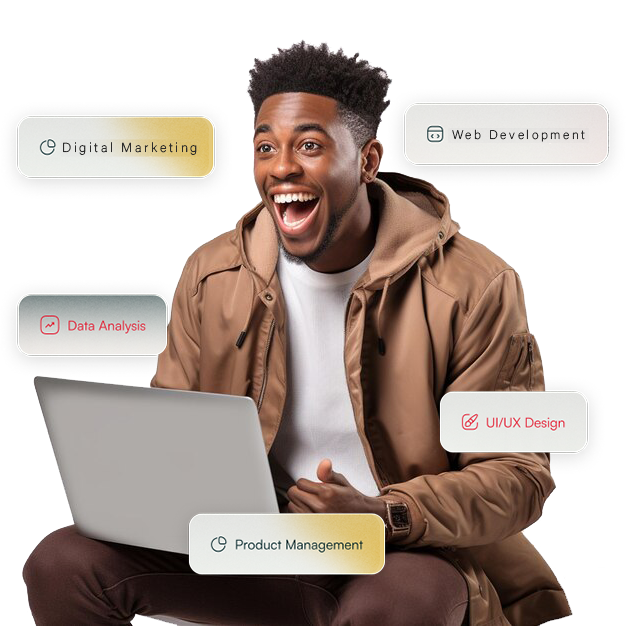 Web Development
Digital Marketing
Data Analysis
UI/UX Design
Product Management